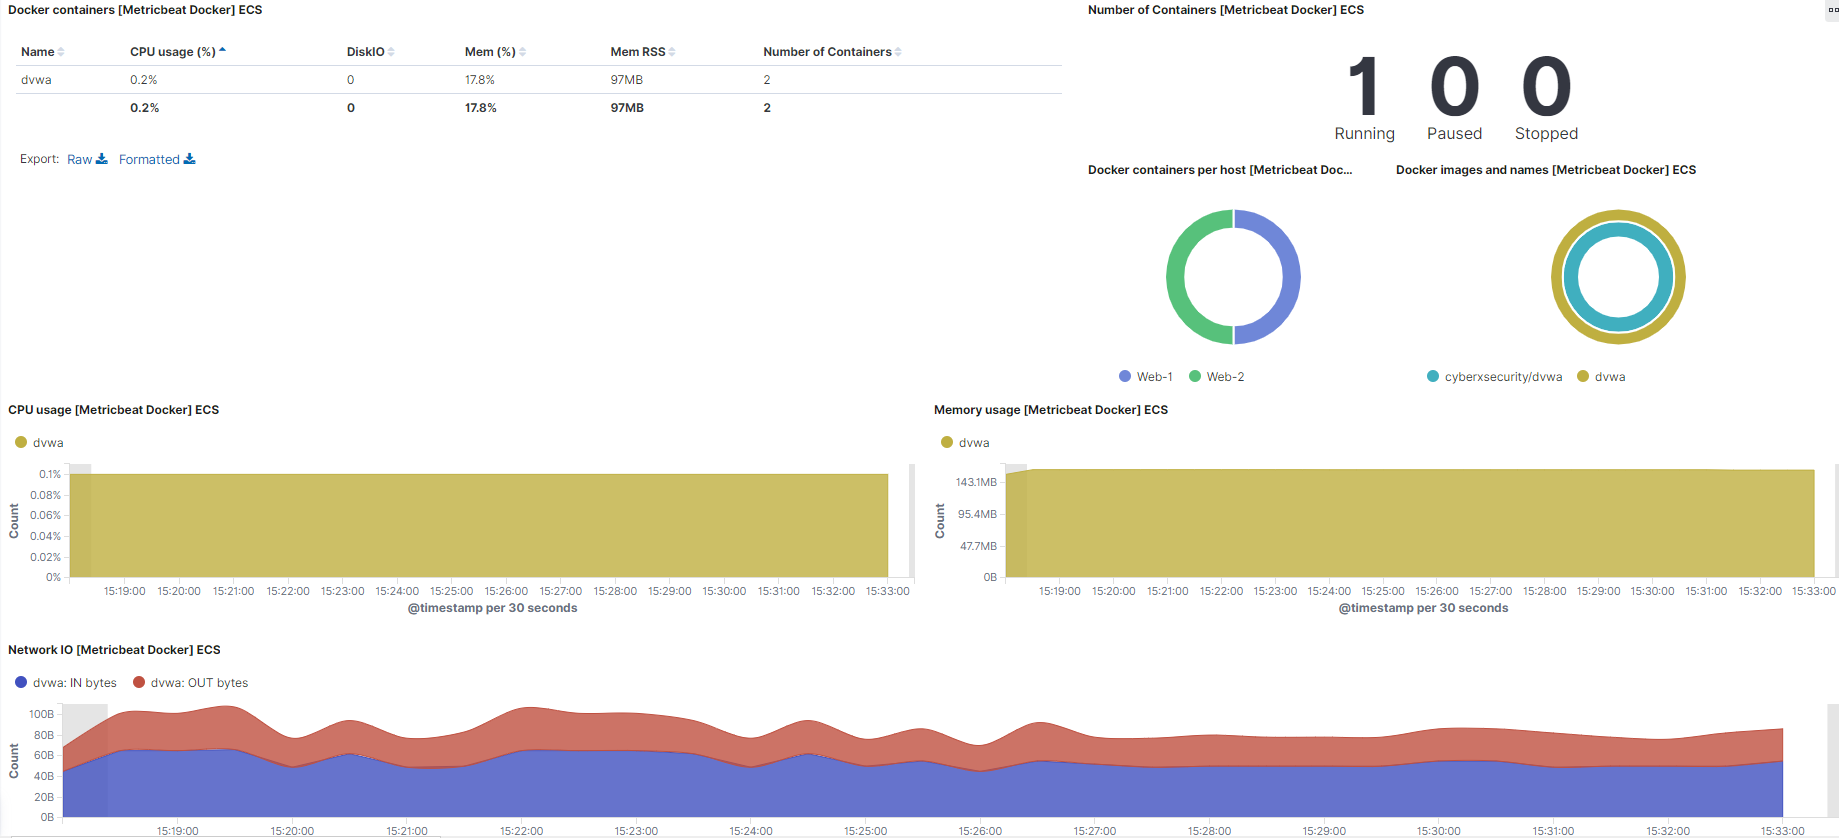 Docker containers [Metricbeat Docker] ECS
Name CPU usage (%) DiskIO Mem (%) Mem RSS Number of Containers
dvwa 0.2% 0 17.8% 97MB 2
0.2% 0 17.8% 97MB 2
Export: Raw Formatted
Number of Containers [Metricbeat Docker] ECS
1 0 0
Running Paused Stopped
Docker containers per host [Metricbeat Doc...
Web-1 Web-2
Docker images and names [Metricbeat Docker] ECS
cyberxsecurity/dvwa dvwa
CPU usage [Metricbeat Docker] ECS
dvwa
Count
0.1%
0.08%
0.06%
0.04%
0.02%
0%
15:19:00 15:20:00 15:21:00 15:22:00 15:23:00 15:24:00 15:25:00 15:26:00 15:27:00 15:28:00 15:29:00 15:30:00 15:31:00 15:32:00 15:33:00
@timestamp per 30 seconds
Memory usage [Metricbeat Docker] ECS
dvwa
Count
143.1MB
95.4MB
47.7MB
0B
15:19:00 15:20:00 15:21:00 15:22:00 15:23:00 15:24:00 15:25:00 15:26:00 15:27:00 15:28:00 15:29:00 15:30:00 15:31:00 15:32:00 15:33:00
@timestamp per 30 seconds
Network IO [Metricbeat Docker] ECS
dvwa: IN bytes dvwa: OUT bytes
Count
100B
80B
60B
40B
20B
0B
15:19:00 15:20:00 15:21:00 15:22:00 15:23:00 15:24:00 15:25:00 15:26:00 15:27:00 15:28:00 15:29:00 15:30:00 15:31:00 15:32:00 15:33:00